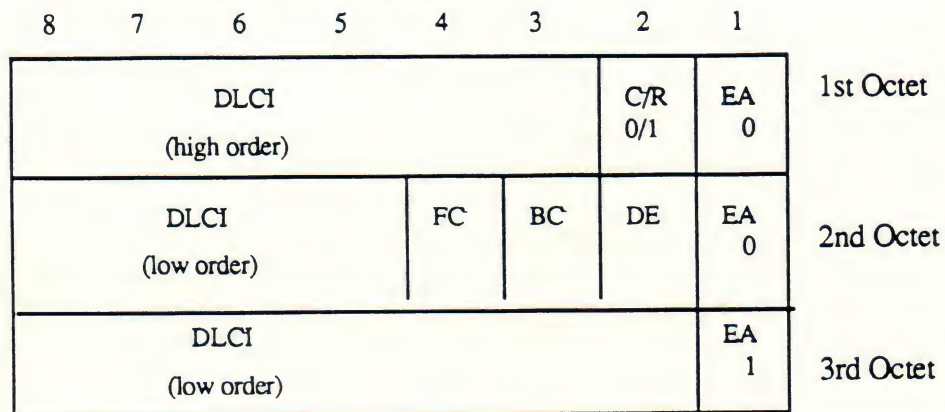 8 7 6 5 4 3 2 1
DLCI C/R EA 1st Octet
(high order) 0/1 0
DLCI FC BC DE EA
(low order) 0 2nd Octet
DLCI EA
(low order) 1 3rd Octet